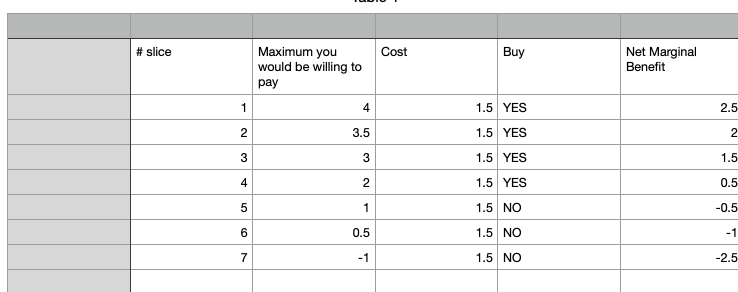 # slice Maximum you would be willing to pay Cost Buy Net Marginal Benefit
1 4 1.5 YES 2.5
2 3.5 1.5 YES 2
3 3 1.5 YES 1.5
4 2 1.5 YES 0.5
5 1 1.5 NO -0.5
6 0.5 1.5 NO -1
7 -1 1.5 NO -2.5